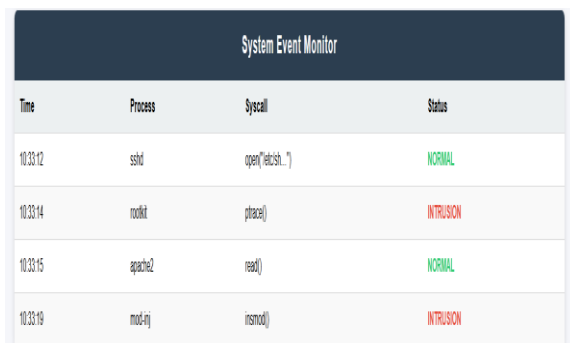 System Event Monitor
Time Process Syscall Status
10:33:12 sshd open("/etc/sh...") NORMAL
10:33:14 rootkit ptrace() INTRUSION
10:33:15 apache2 read() NORMAL
10:33:19 mod-inj insmod() INTRUSION